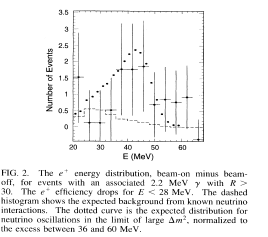 3.5
3
2.5
2
1.5
1
0.5
0
Number of Events
20
30
40
50
60
E (MeV)
FIG. 2. The e⁺ energy distribution, beam-on minus beam-
off, for events with an associated 2.2 MeV γ with R >
30. The e⁺ efficiency drops for E < 28 MeV. The dashed
histogram shows the expected background from known neutrino
interactions. The dotted curve is the expected distribution for
neutrino oscillations in the limit of large Δm², normalized to
the excess between 36 and 60 MeV.